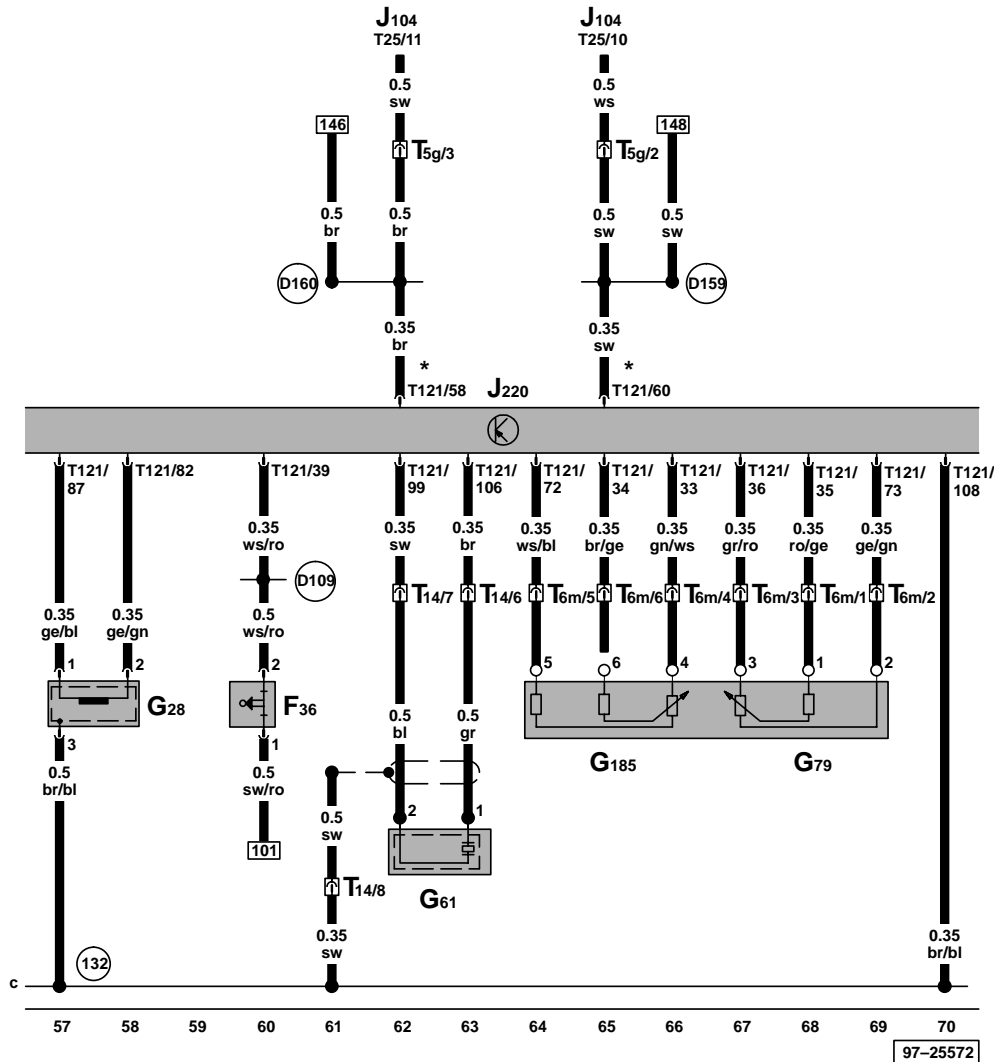 J104 J104
T25/11 T25/10
0.5 0.5
sw ws
146 T5g/3 T5g/2 148
0.5 0.5 0.5 0.5
br br sw sw
D160 D159
0.35 0.35
br sw
* *
T121/58 J220 T121/60
T121/ T121/82 T121/39 T121/ T121/ T121/ T121/ T121/ T121/ T121/ T121/ T121/
87 99 106 72 34 33 36 35 73 108
0.35 0.35 0.35 0.35 0.35 0.35 0.35 0.35 0.35
ws/ro sw br ws/bl br/ge gn/ws gr/ro ro/ge ge/gn
D109 T14/7 T14/6 T6m/5 T6m/6 T6m/4 T6m/3 T6m/1 T6m/2
0.35 0.35 0.5
ge/bl ge/gn ws/ro
1 2 2 5 6 4 3 1 2
G28 F36
3 1
0.5 0.5 0.5 0.5
br/bl sw/ro bl gr
G185 G79
0.5 2 1
sw
101
T14/8 G61
0.35 0.35
sw br/bl
132
c
57 58 59 60 61 62 63 64 65 66 67 68 69 70
97–25572